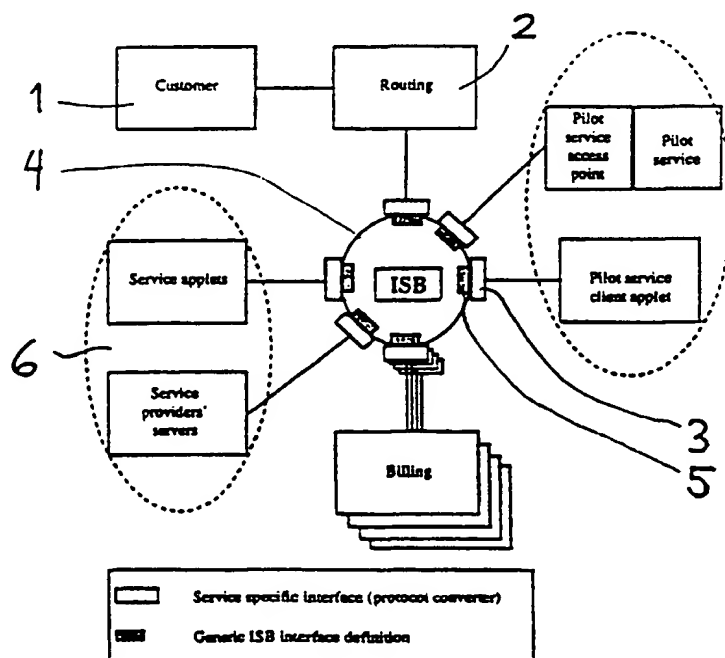 1
Customer
Routing
2
Pilot
service
access
point
Pilot
service
4
Service applets
ISB
Pilot service
client applet
6
Service
providers'
servers
3
5
Billing
Service specific interface (protocol converter)
Generic ISB interface definition